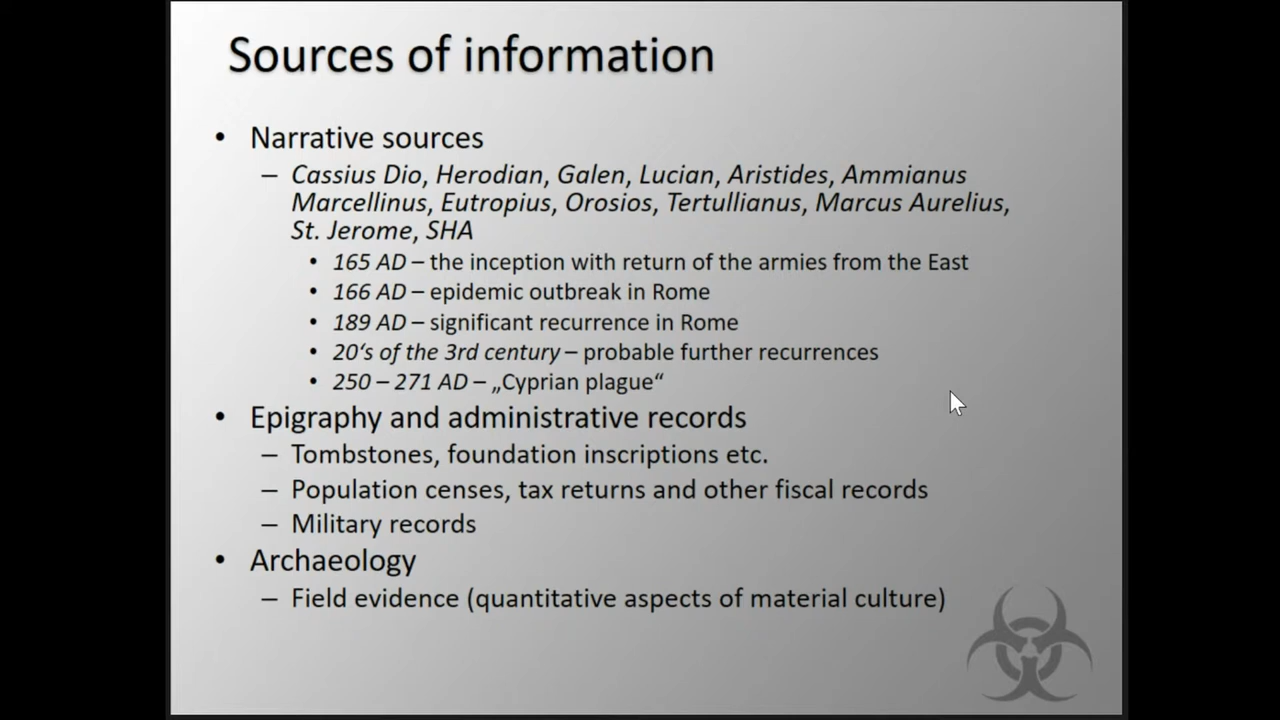 Sources of information
• Narrative sources
– Cassius Dio, Herodian, Galen, Lucian, Aristides, Ammianus
Marcellinus, Eutropius, Orosios, Tertullianus, Marcus Aurelius,
St. Jerome, SHA
• 165 AD – the inception with return of the armies from the East
• 166 AD – epidemic outbreak in Rome
• 189 AD – significant recurrence in Rome
• 20‘s of the 3rd century – probable further recurrences
• 250 – 271 AD – „Cyprian plague“
• Epigraphy and administrative records
– Tombstones, foundation inscriptions etc.
– Population censes, tax returns and other fiscal records
– Military records
• Archaeology
– Field evidence (quantitative aspects of material culture)